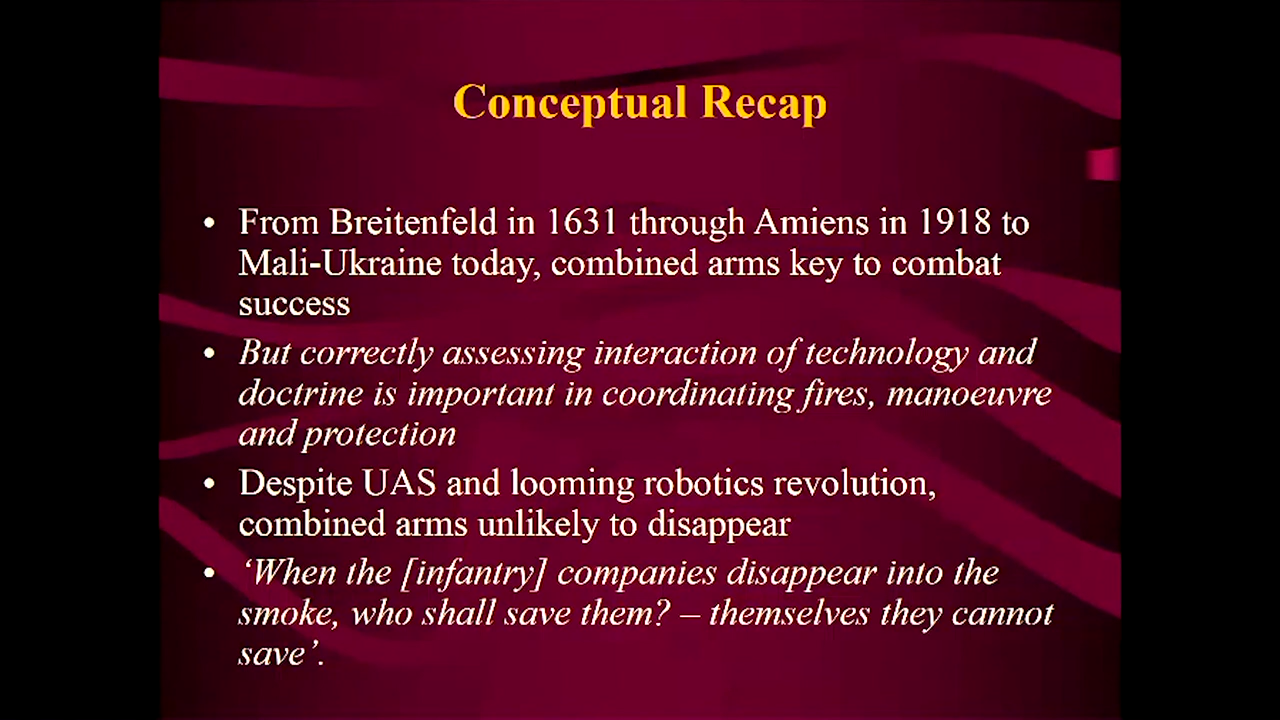 Conceptual Recap
• From Breitenfeld in 1631 through Amiens in 1918 to
Mali-Ukraine today, combined arms key to combat
success
• But correctly assessing interaction of technology and
doctrine is important in coordinating fires, manoeuvre
and protection
• Despite UAS and looming robotics revolution,
combined arms unlikely to disappear
• ‘When the [infantry] companies disappear into the
smoke, who shall save them? – themselves they cannot
save’.